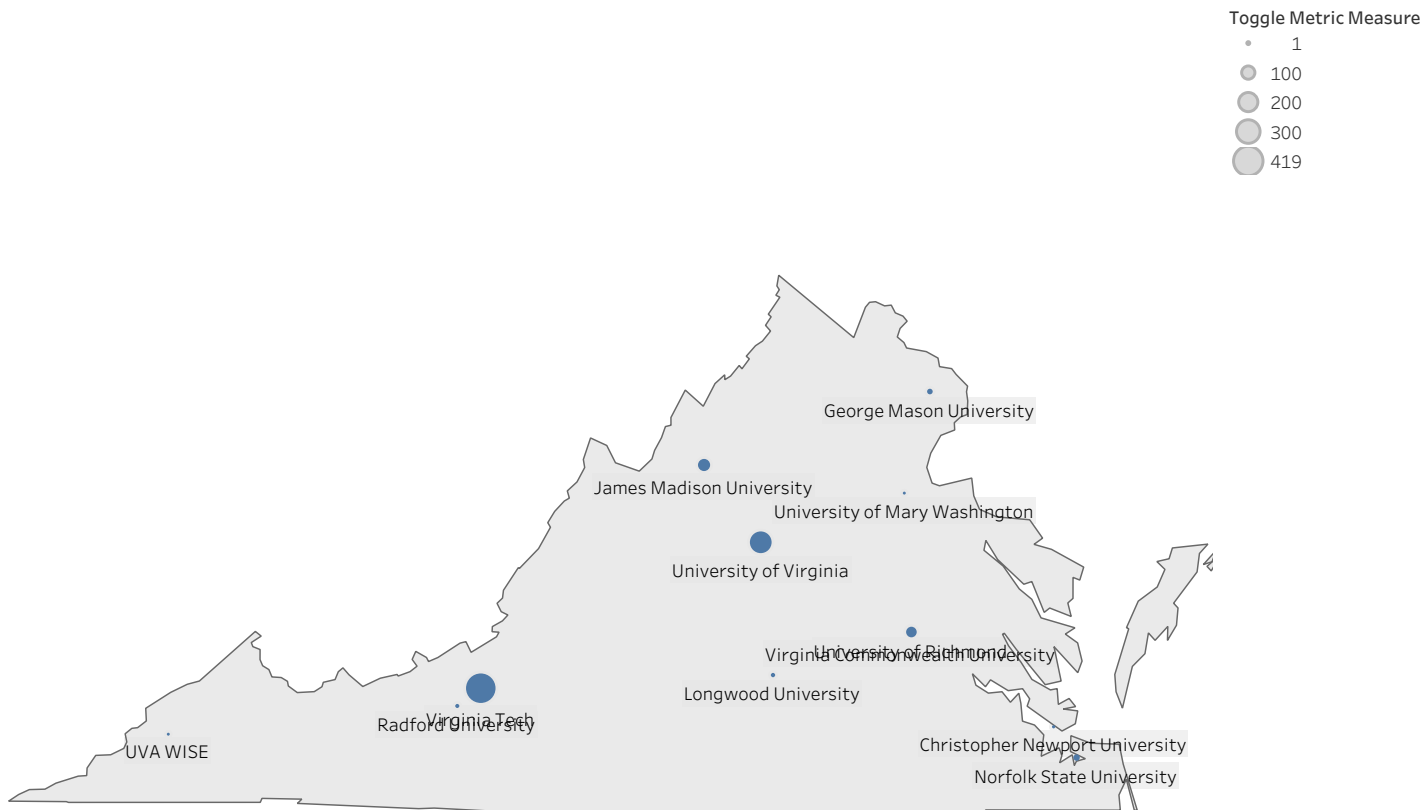 Toggle Metric Measure
1
100
200
300
419
George Mason University
James Madison University
University of Mary Washington
University of Virginia
University of Richmond
Virginia Commonwealth University
Longwood University
Virginia Tech
Radford University
UVA WISE
Christopher Newport University
Norfolk State University